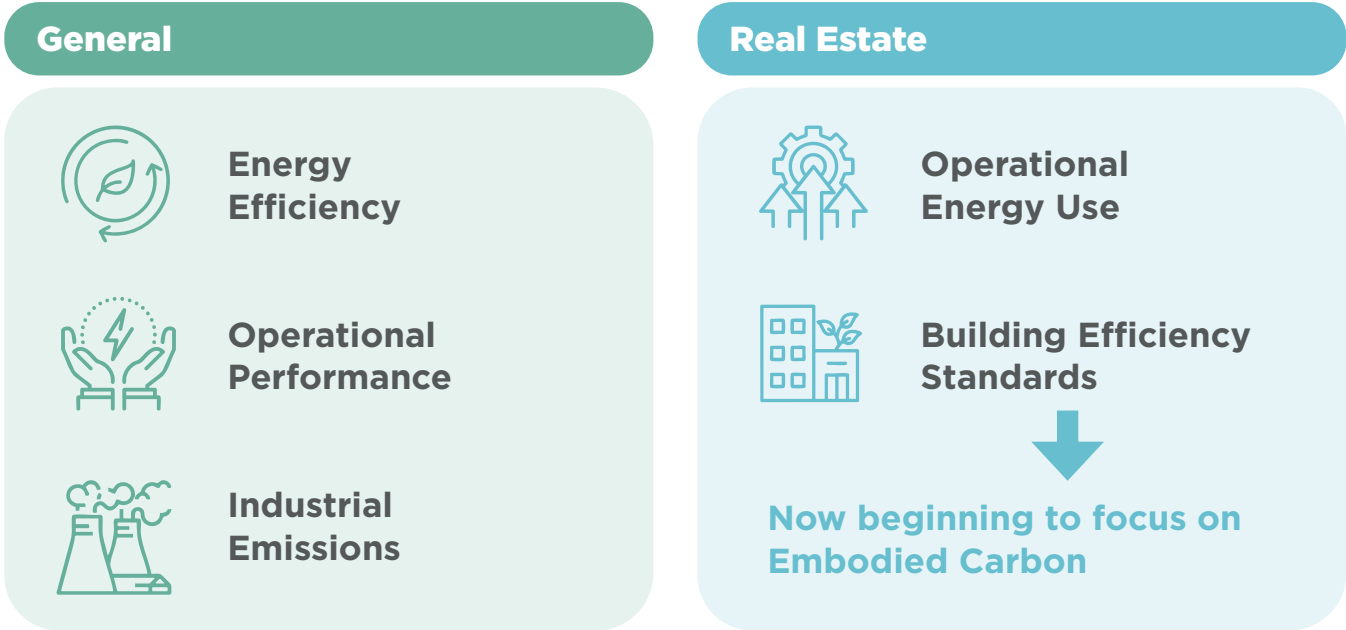 General
Energy
Efficiency
Operational
Performance
Industrial
Emissions
Real Estate
Operational
Energy Use
Building Efficiency
Standards
Now beginning to focus on
Embodied Carbon